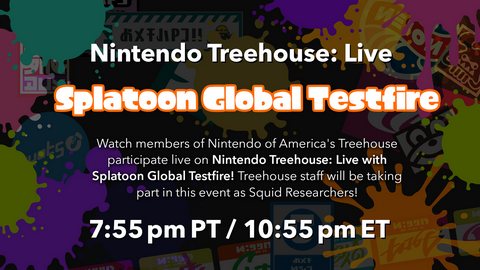 Nintendo Treehouse: Live
Splatoon Global Testfire
Watch members of Nintendo of America's Treehouse
participate live on Nintendo Treehouse: Live with
Splatoon Global Testfire! Treehouse staff will be taking
part in this event as Squid Researchers!
7:55 pm PT / 10:55 pm ET